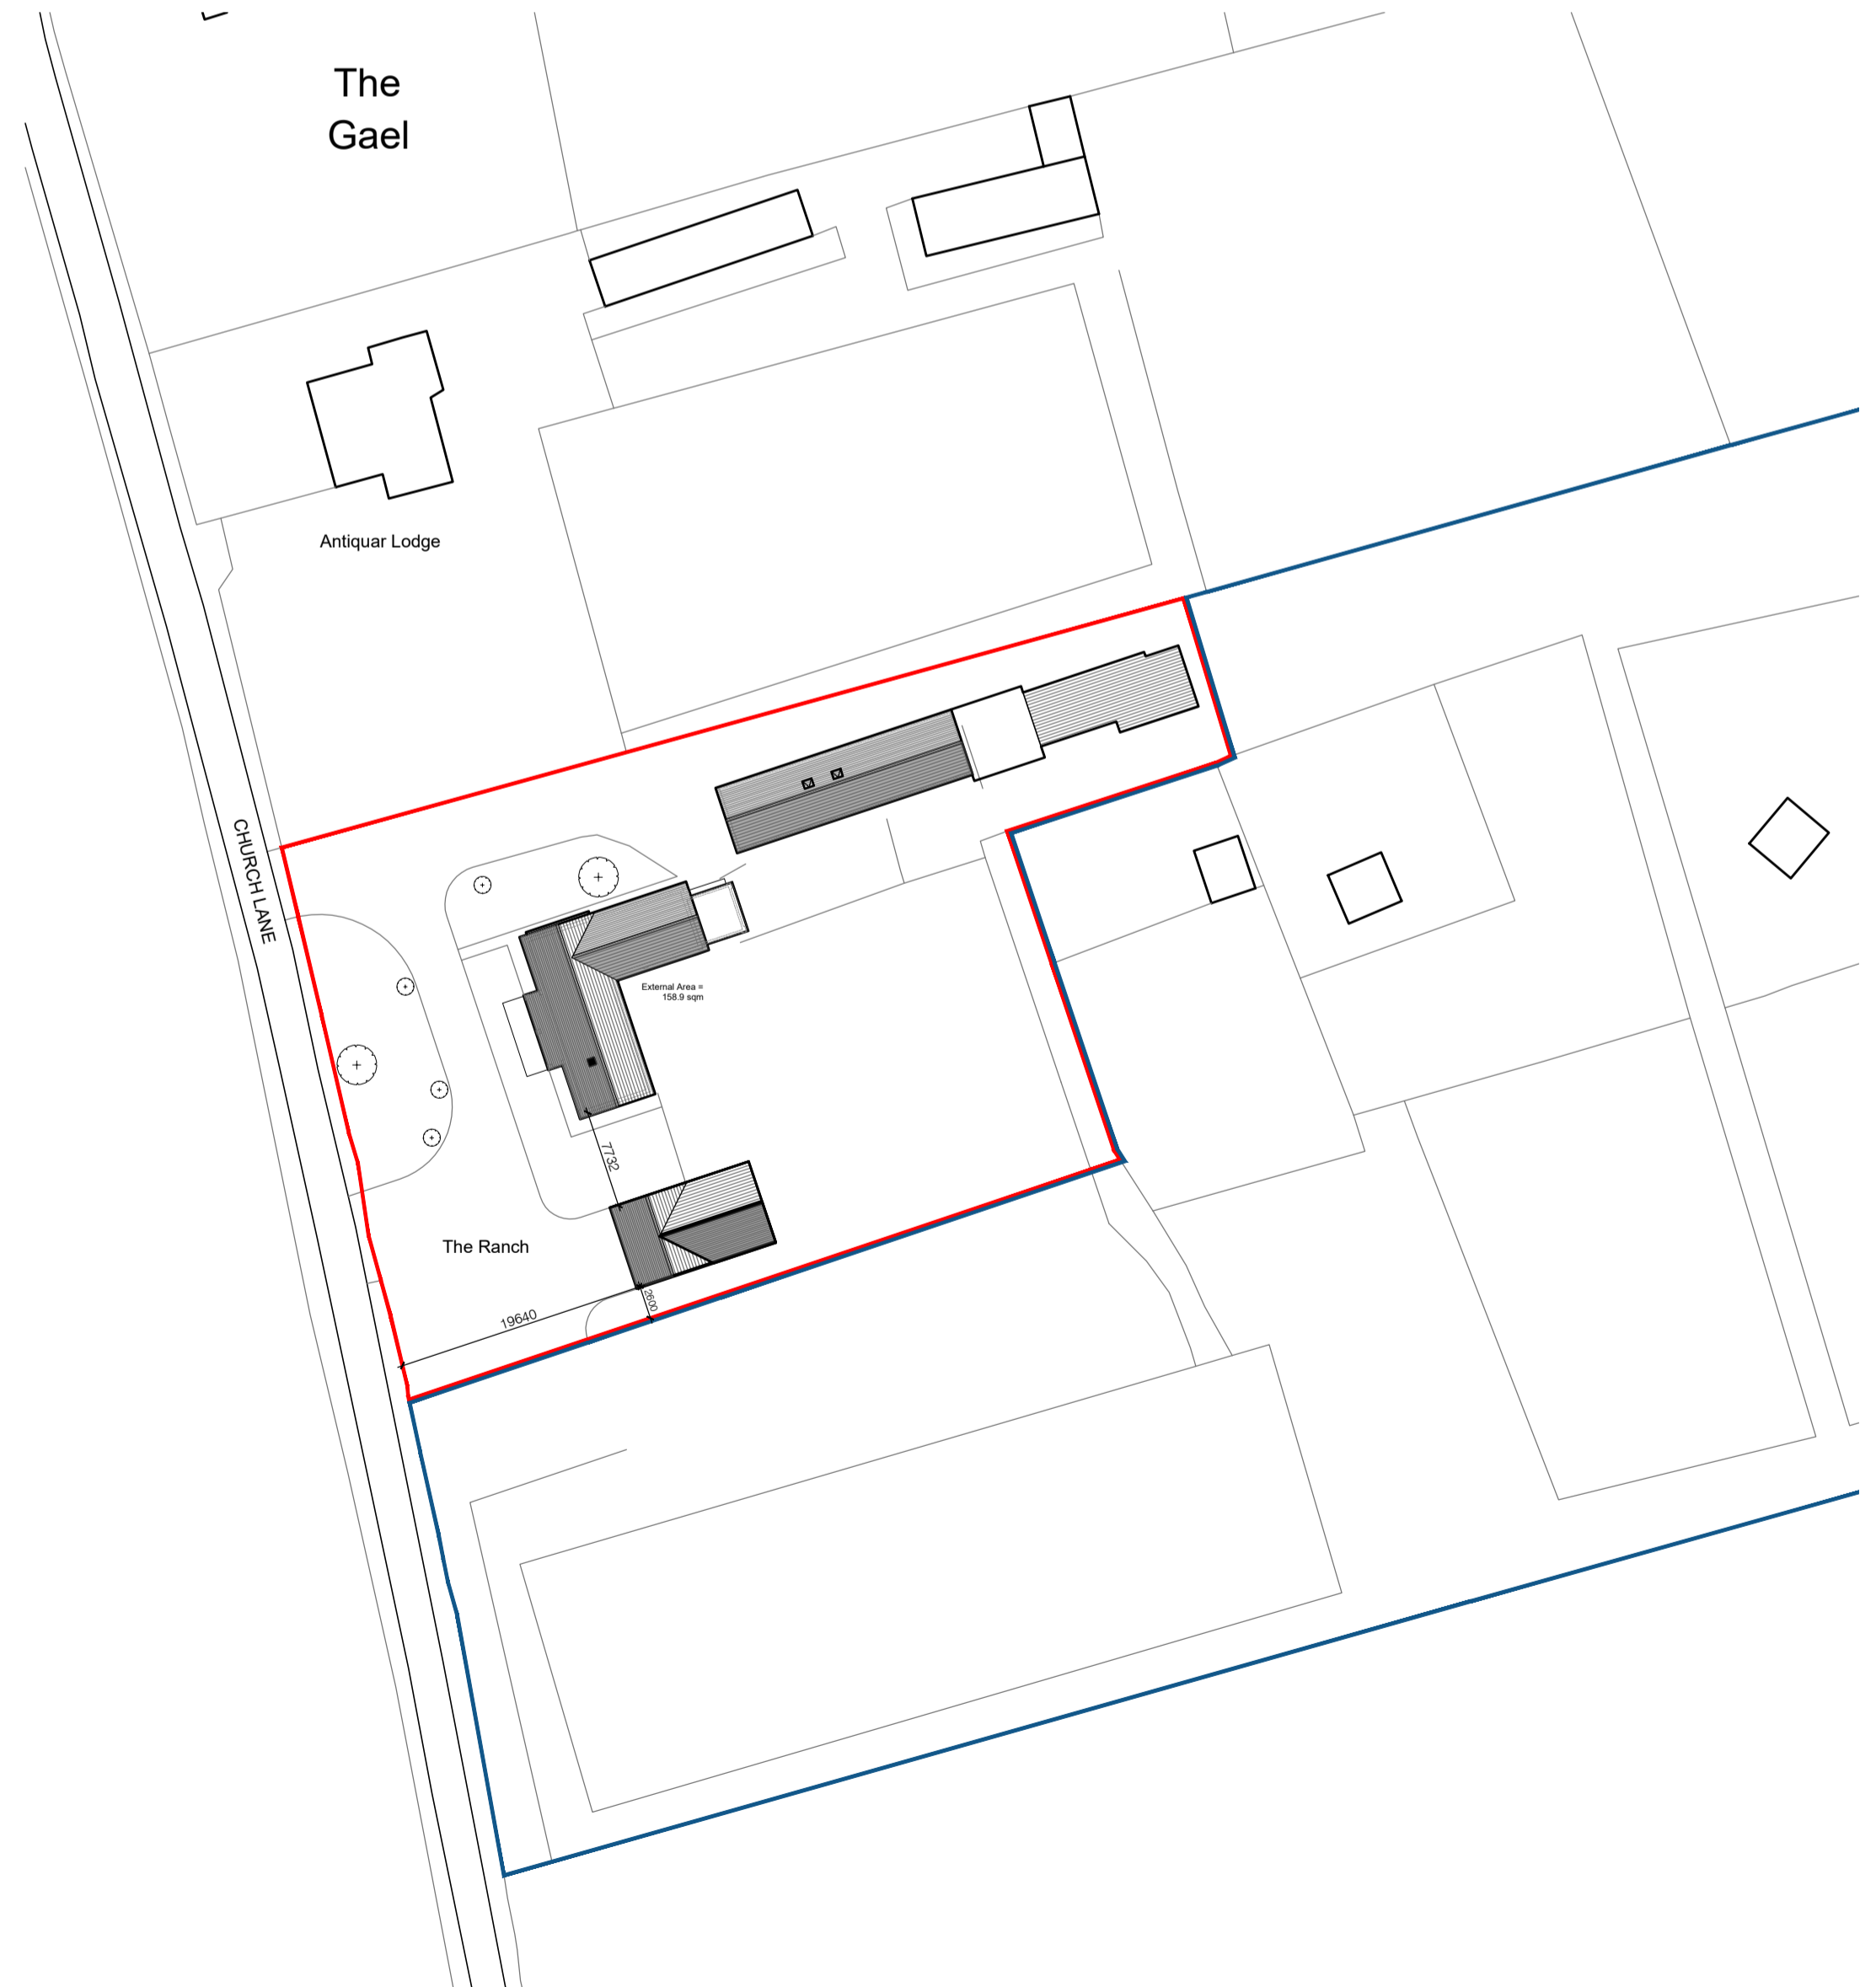 The
Gael
Antiquar Lodge
CHURCH LANE
External Area =
158.9 sqm
7732
The Ranch
2600
19640